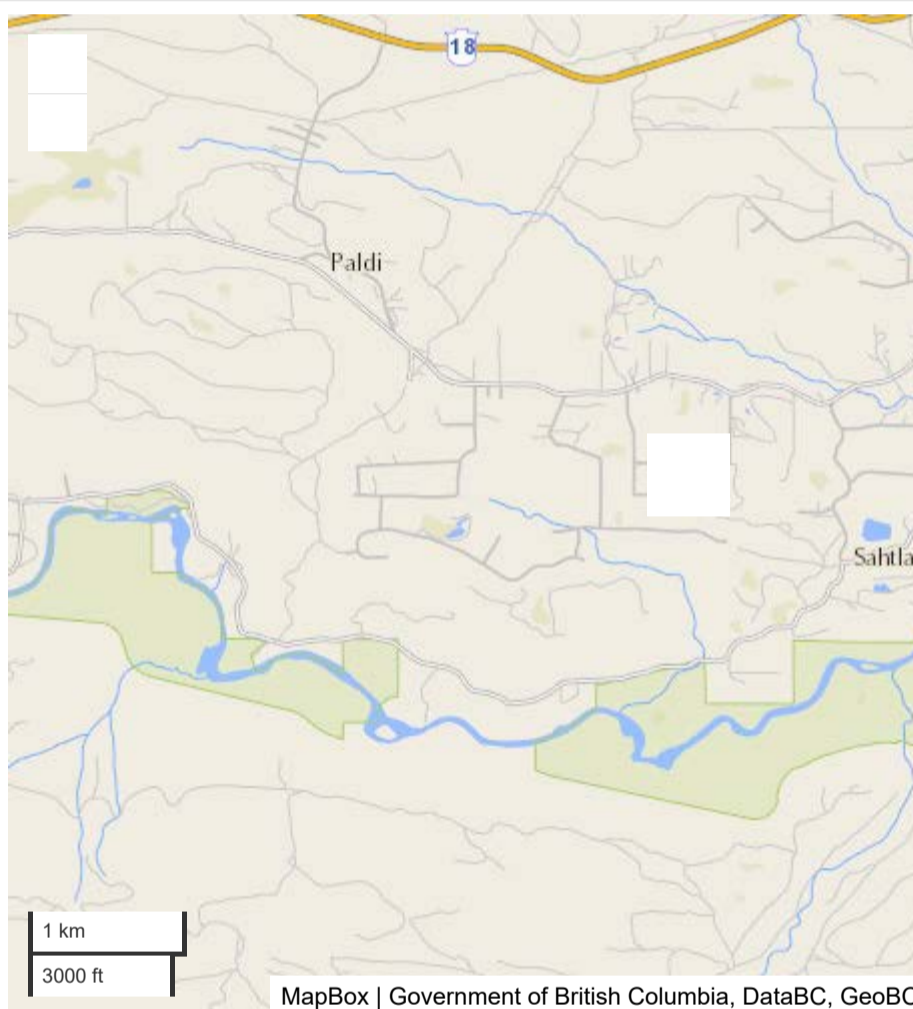 18
Paldi
Sahtla
1 km
3000 ft
MapBox | Government of British Columbia, DataBC, GeoBC